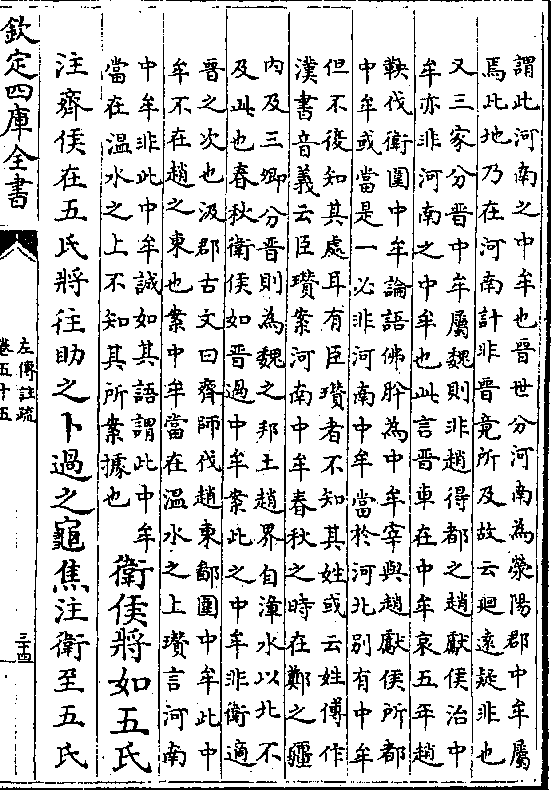 謂此河南之中牟也晉世分河南為滎陽郡中牟屬
焉此地乃在河南計非晉竟所及故云廻遠疑非也
又三家分晉中牟屬魏則非趙得都之趙獻侯治中
牟亦非河南之中牟也此言晉車在中牟哀五年趙
鞅伐衛圍中牟論語佛肸為中牟宰與趙獻侯所都
中牟或當是一必非河南中牟當於河北別有中牟
但不復知其處耳有臣瓚者不知其姓或云姓傅作
漢書音義云臣瓚案河南中牟春秋之時在鄭之疆
內及三卿分晉則為魏之邦土趙界自漳水以北不
及此也春秋衛侯如晉過中牟案此之中牟非衛適
晉之次也汲郡古文曰齊師伐趙東鄙圍中牟此中
牟不在趙之東也案中牟當在溫水之上瓚言河南
中牟非此中牟誠如其語謂此中牟
當在溫水之上不知其所案據也
衛侯將如五氏
注齊侯在五氏將往助之卜過之龜焦注衛至五氏
欽定四庫全書
左傳註疏
卷五十五
三十四